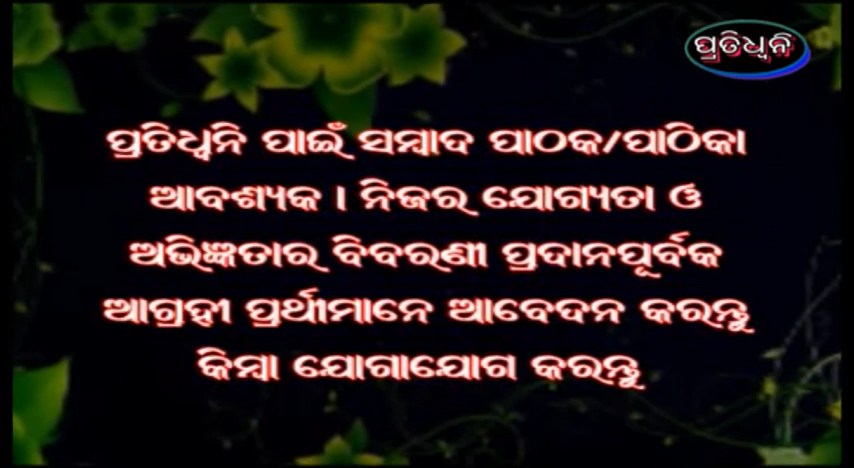 ପ୍ରତିଧ୍ୱନି
ପ୍ରତିଧ୍ୱନି ପାଇଁ ସମ୍ବାଦ ପାଠକ/ପାଠିକା
ଆବଶ୍ୟକ । ନିଜର ଯୋଗ୍ୟତା ଓ
ଅଭିଜ୍ଞତାର ବିବରଣୀ ପ୍ରଦାନପୂର୍ବକ
ଆଗ୍ରହୀ ପ୍ରର୍ଥୀମାନେ ଆବେଦନ କରନ୍ତୁ
କିମ୍ବା ଯୋଗାଯୋଗ କରନ୍ତୁ